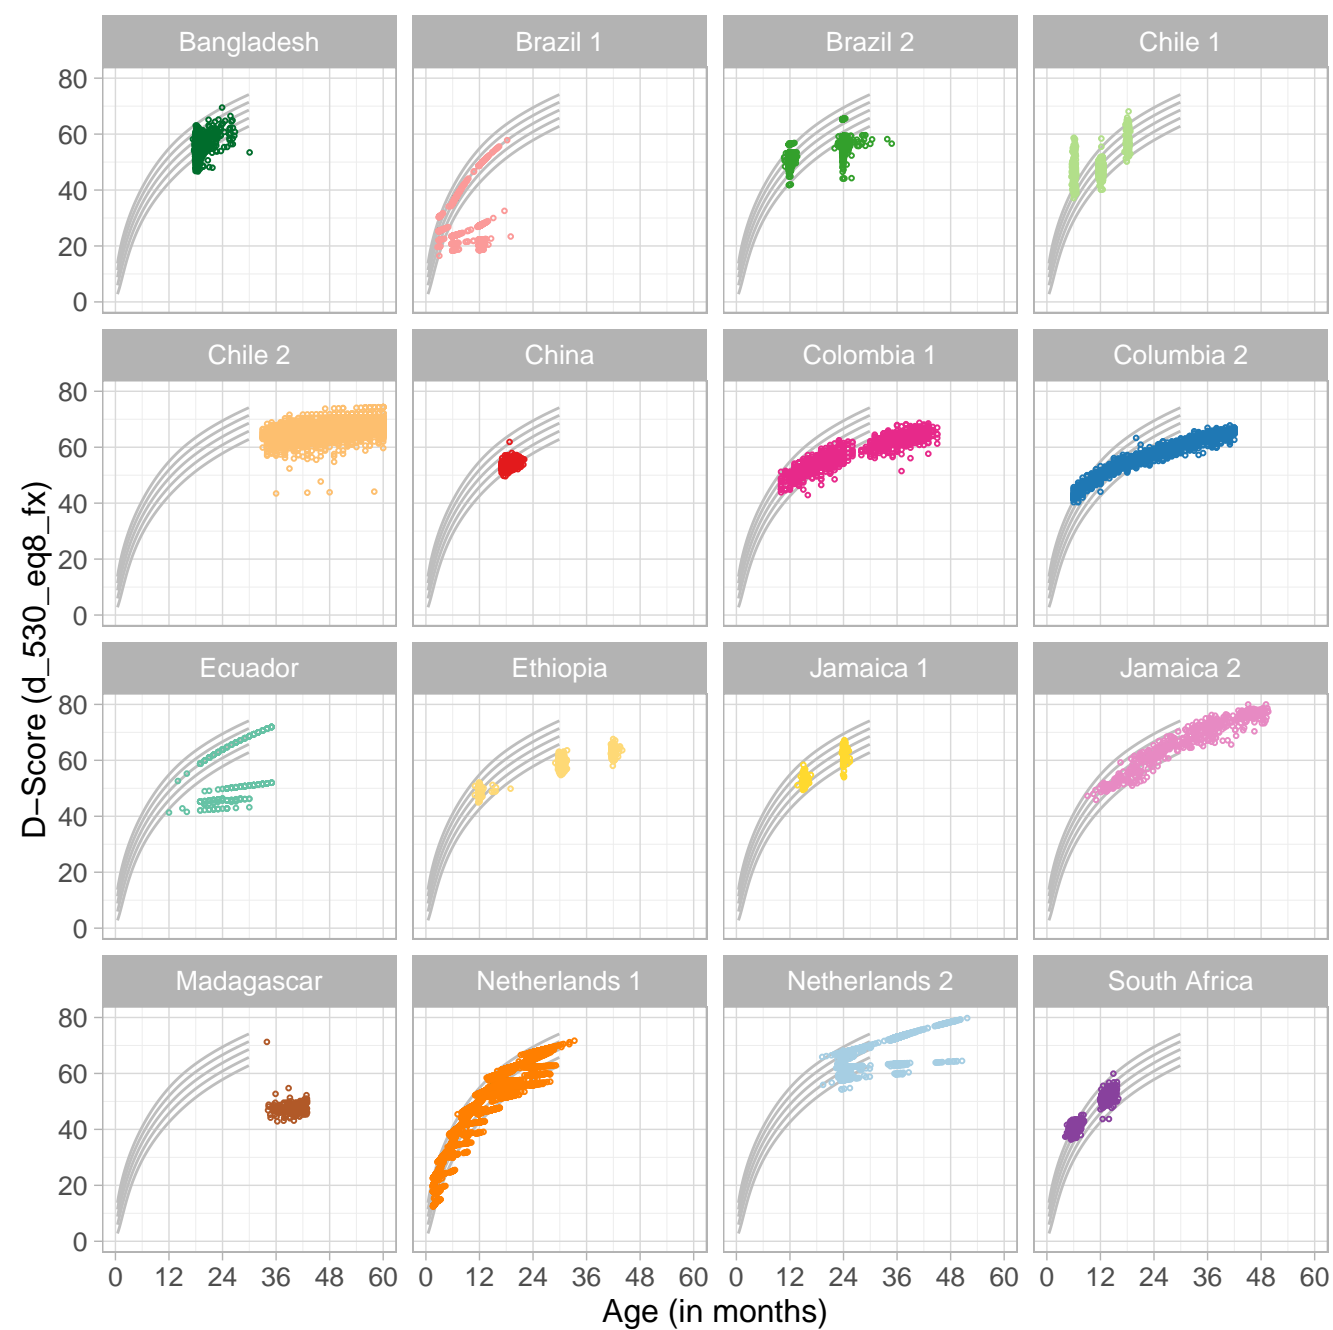 Bangladesh Brazil 1 Brazil 2 Chile 1
80
60
40
20
0
Chile 2 China Colombia 1 Columbia 2
80
60
40
20
0
D−Score (d_530_eq8_fx)
Ecuador Ethiopia Jamaica 1 Jamaica 2
80
60
40
20
0
Madagascar Netherlands 1 Netherlands 2 South Africa
80
60
40
20
0
0 12 24 36 48 60 0 12 24 36 48 60 0 12 24 36 48 60 0 12 24 36 48 60
Age (in months)